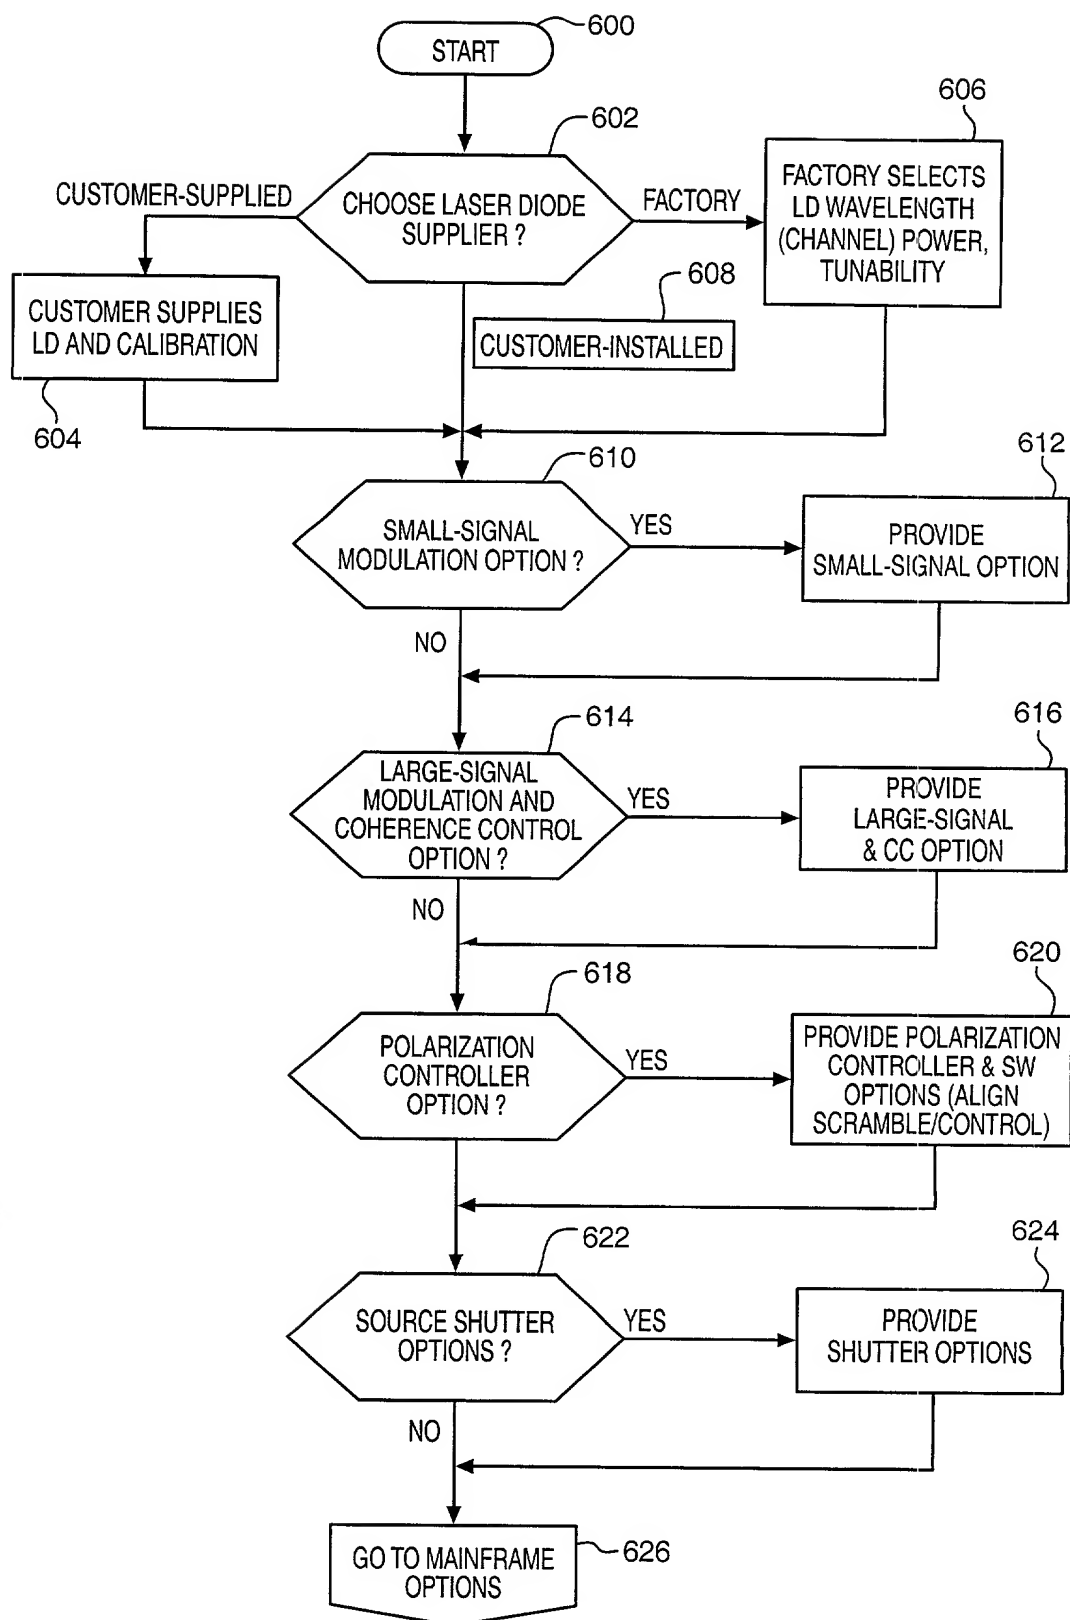 600
START
602
606
CUSTOMER-SUPPLIED
CHOOSE LASER DIODE
SUPPLIER ?
FACTORY
FACTORY SELECTS
LD WAVELENGTH
(CHANNEL) POWER,
TUNABILITY
608
CUSTOMER SUPPLIES
LD AND CALIBRATION
CUSTOMER-INSTALLED
604
610
612
SMALL-SIGNAL
MODULATION OPTION ?
YES
PROVIDE
SMALL-SIGNAL OPTION
NO
614
616
LARGE-SIGNAL
MODULATION AND
COHERENCE CONTROL
OPTION ?
YES
PROVIDE
LARGE-SIGNAL
& CC OPTION
NO
618
620
POLARIZATION
CONTROLLER
OPTION ?
YES
PROVIDE POLARIZATION
CONTROLLER & SW
OPTIONS (ALIGN
SCRAMBLE/CONTROL)
622
624
SOURCE SHUTTER
OPTIONS ?
YES
PROVIDE
SHUTTER OPTIONS
NO
GO TO MAINFRAME
OPTIONS
626